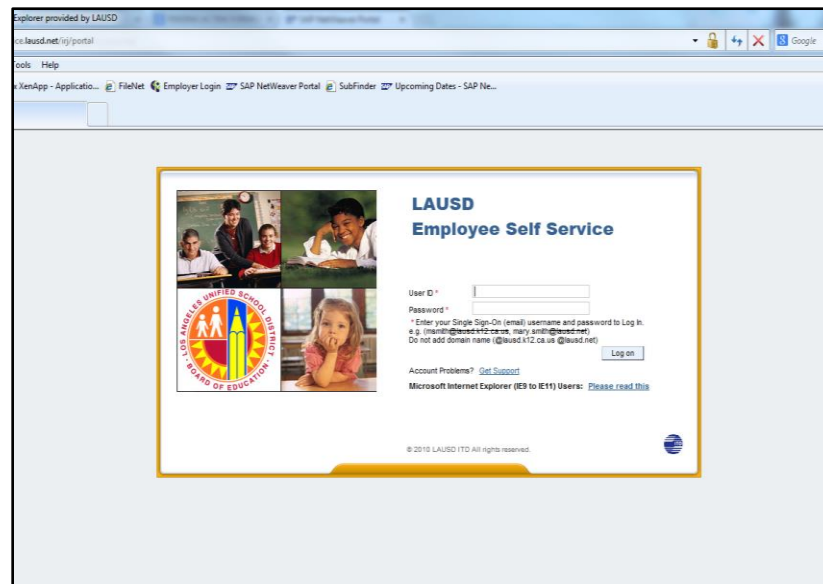 Explorer provided by LAUSD
ce.lausd.net/irj/portal
Google
Tools Help
XenApp - Applicatio... FileNet Employer Login SAP NetWeaver Portal SubFinder Upcoming Dates - SAP Ne...
LAUSD
Employee Self Service
User ID *
Password *
* Enter your Single Sign-On (email) username and password to Log In.
e.g. (msmith@lausd.k12.ca.us, mary.smith@lausd.net)
Do not add domain name (@lausd.k12.ca.us @lausd.net)
Log on
Account Problems? Get Support
Microsoft Internet Explorer (IE9 to IE11) Users: Please read this
LOS ANGELES UNIFIED SCHOOL DISTRICT
BOARD OF EDUCATION
© 2010 LAUSD ITD All rights reserved.